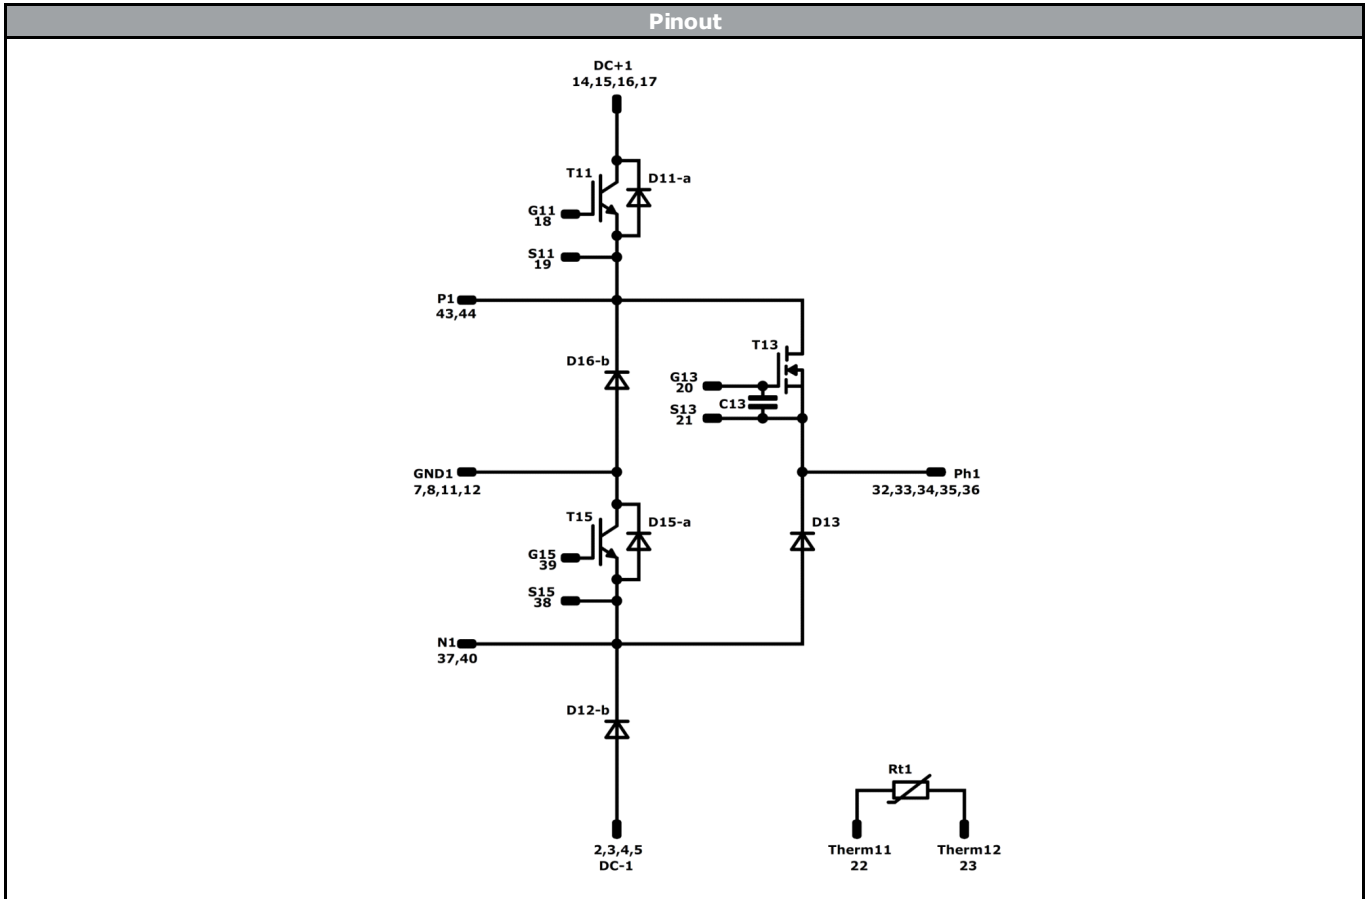 Pinout
DC+1
14,15,16,17
T11
D11-a
G11
18
S11
19
P1
43,44
T13
D16-b
G13
20
C13
S13
21
GND1
7,8,11,12
Ph1
32,33,34,35,36
T15
D15-a
D13
G15
39
S15
38
N1
37,40
D12-b
Rt1
2,3,4,5
DC-1
Therm11
22
Therm12
23